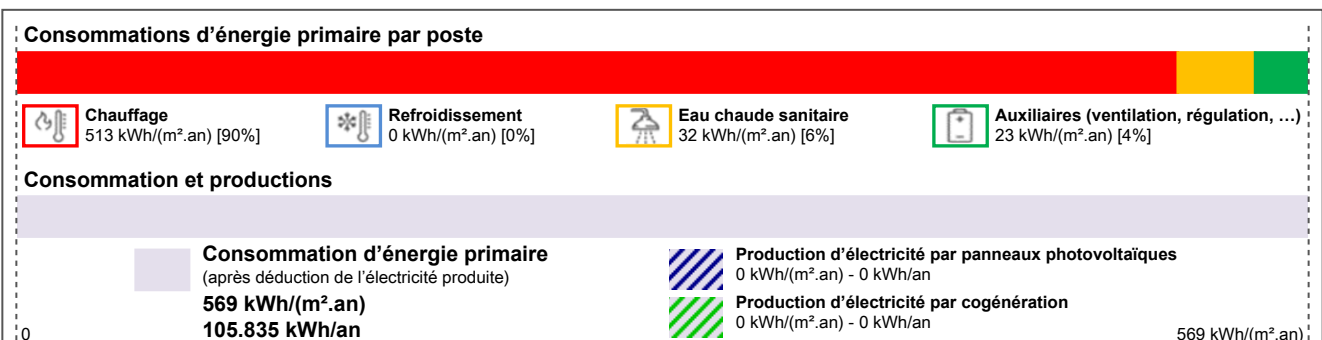 Consommations d’énergie primaire par poste
Chauffage
513 kWh/(m².an) [90%]
Refroidissement
0 kWh/(m².an) [0%]
Eau chaude sanitaire
32 kWh/(m².an) [6%]
Auxiliaires (ventilation, régulation, …)
23 kWh/(m².an) [4%]
Consommation et productions
Consommation d’énergie primaire
(après déduction de l’électricité produite)
569 kWh/(m².an)
105.835 kWh/an
Production d’électricité par panneaux photovoltaïques
0 kWh/(m².an) - 0 kWh/an
Production d’électricité par cogénération
0 kWh/(m².an) - 0 kWh/an
0
569 kWh/(m².an)